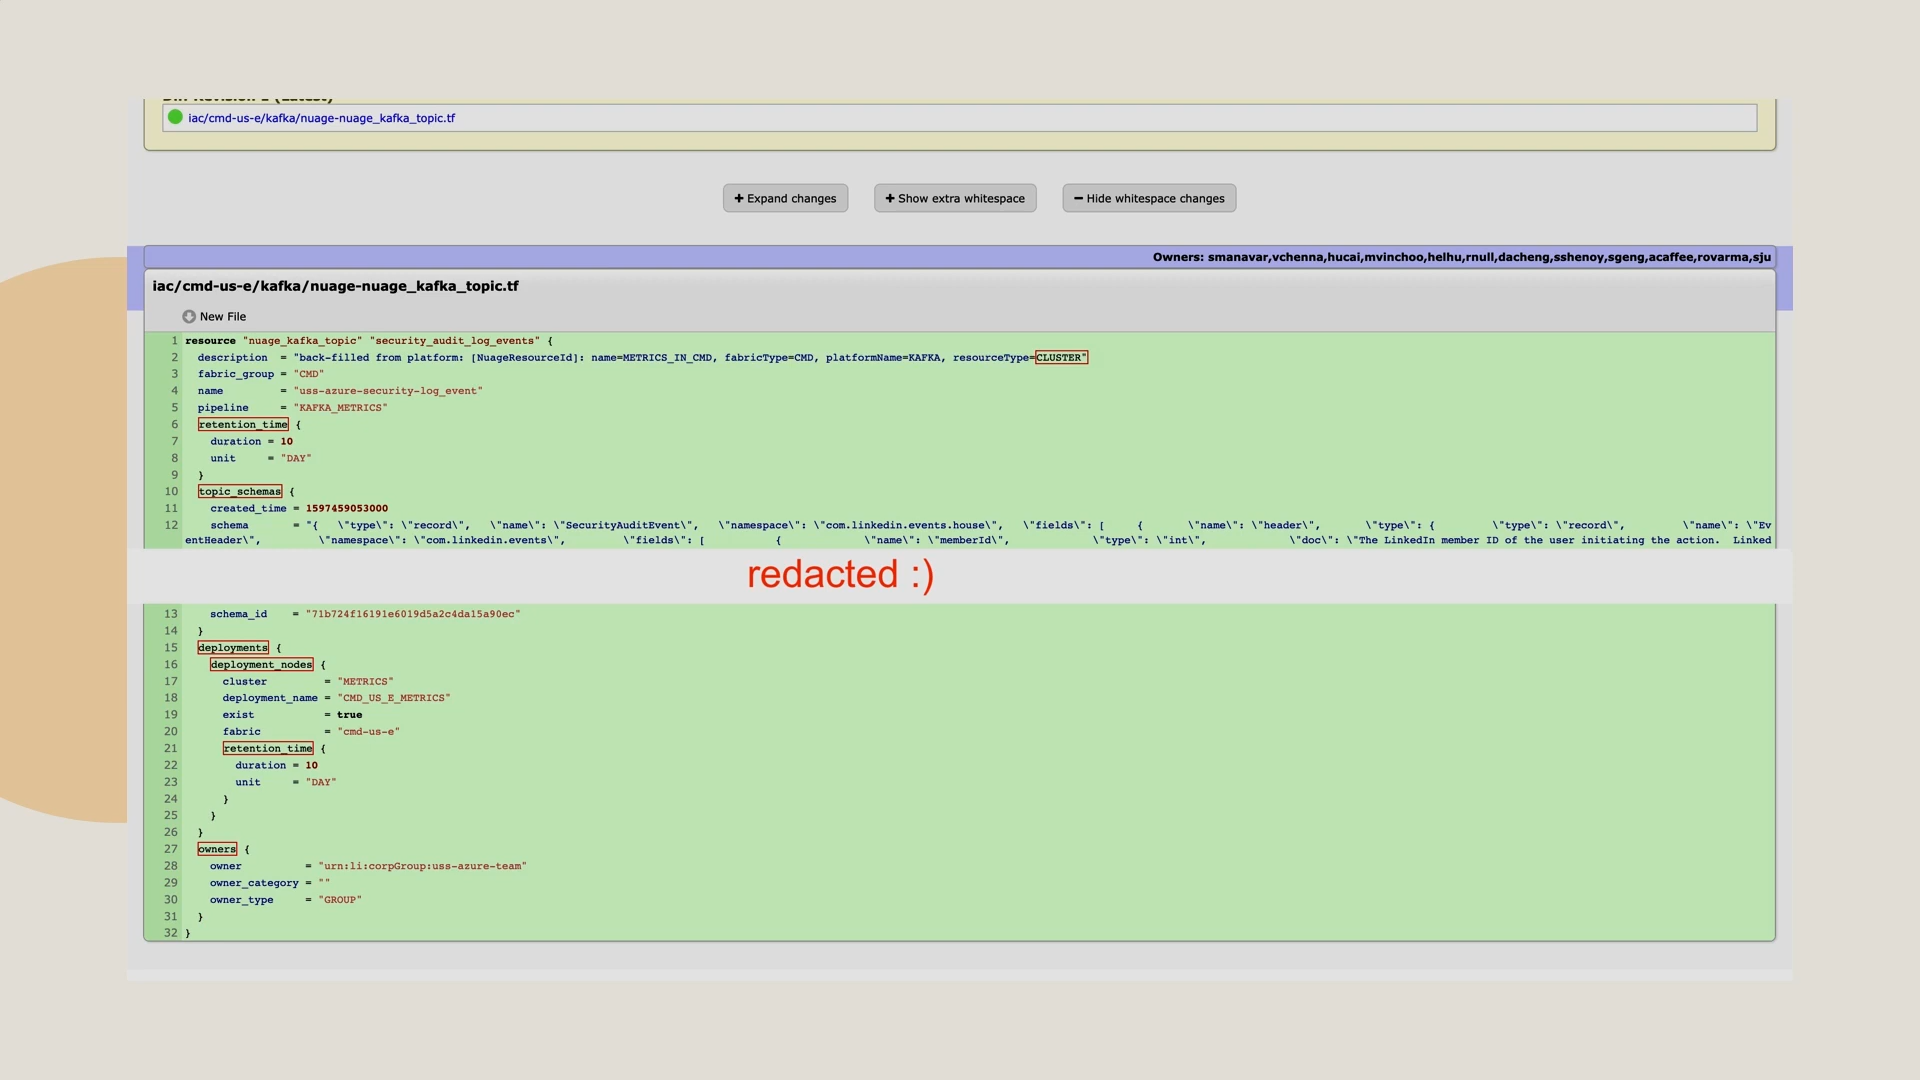 iac/cmd-us-e/kafka/nuage-nuage_kafka_topic.tf
+ Expand changes
+ Show extra whitespace
− Hide whitespace changes
Owners: smanavar,vchenna,hucai,mvinchoo,helhu,rnull,dacheng,sshenoy,sgeng,acaffee,rovarma,sju
iac/cmd-us-e/kafka/nuage-nuage_kafka_topic.tf
New File
1 resource "nuage_kafka_topic" "security_audit_log_events" {
2 description = "back-filled from platform: [NuageResourceId]: name=METRICS_IN_CMD, fabricType=CMD, platformName=KAFKA, resourceType=CLUSTER"
3 fabric_group = "CMD"
4 name = "uss-azure-security-log_event"
5 pipeline = "KAFKA_METRICS"
6 retention_time {
7 duration = 10
8 unit = "DAY"
9 }
10 topic_schemas {
11 created_time = 1597459053000
12 schema = "{ \"type\": \"record\", \"name\": \"SecurityAuditEvent\", \"namespace\": \"com.linkedin.events.house\", \"fields\": [ { \"name\": \"header\", \"type\": { \"type\": \"record\", \"name\": \"Ev
entHeader\", \"namespace\": \"com.linkedin.events\", \"fields\": [ { \"name\": \"memberId\", \"type\": \"int\", \"doc\": \"The LinkedIn member ID of the user initiating the action. Linked
redacted :)
13 schema_id = "71b724f16191e6019d5a2c4da15a90ec"
14 }
15 deployments {
16 deployment_nodes {
17 cluster = "METRICS"
18 deployment_name = "CMD_US_E_METRICS"
19 exist = true
20 fabric = "cmd-us-e"
21 retention_time {
22 duration = 10
23 unit = "DAY"
24 }
25 }
26 }
27 owners {
28 owner = "urn:li:corpGroup:uss-azure-team"
29 owner_category = ""
30 owner_type = "GROUP"
31 }
32 }